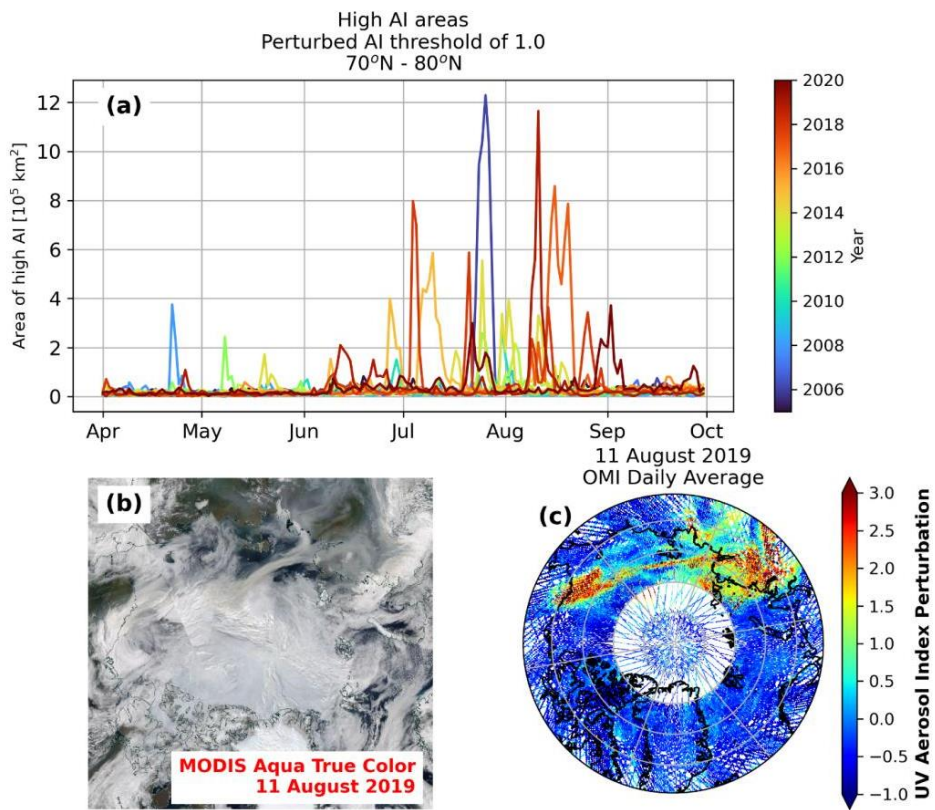 High AI areas
Perturbed AI threshold of 1.0
70°N - 80°N
(a)
Area of high AI [10⁵ km²]
12
10
8
6
4
2
0
Apr
May
Jun
Jul
Aug
Sep
Oct
2020
2018
2016
2014
2012
2010
2008
2006
Year
(b)
MODIS Aqua True Color
11 August 2019
11 August 2019
OMI Daily Average
(c)
3.0
2.5
2.0
1.5
1.0
0.5
0.0
−0.5
−1.0
UV Aerosol Index Perturbation